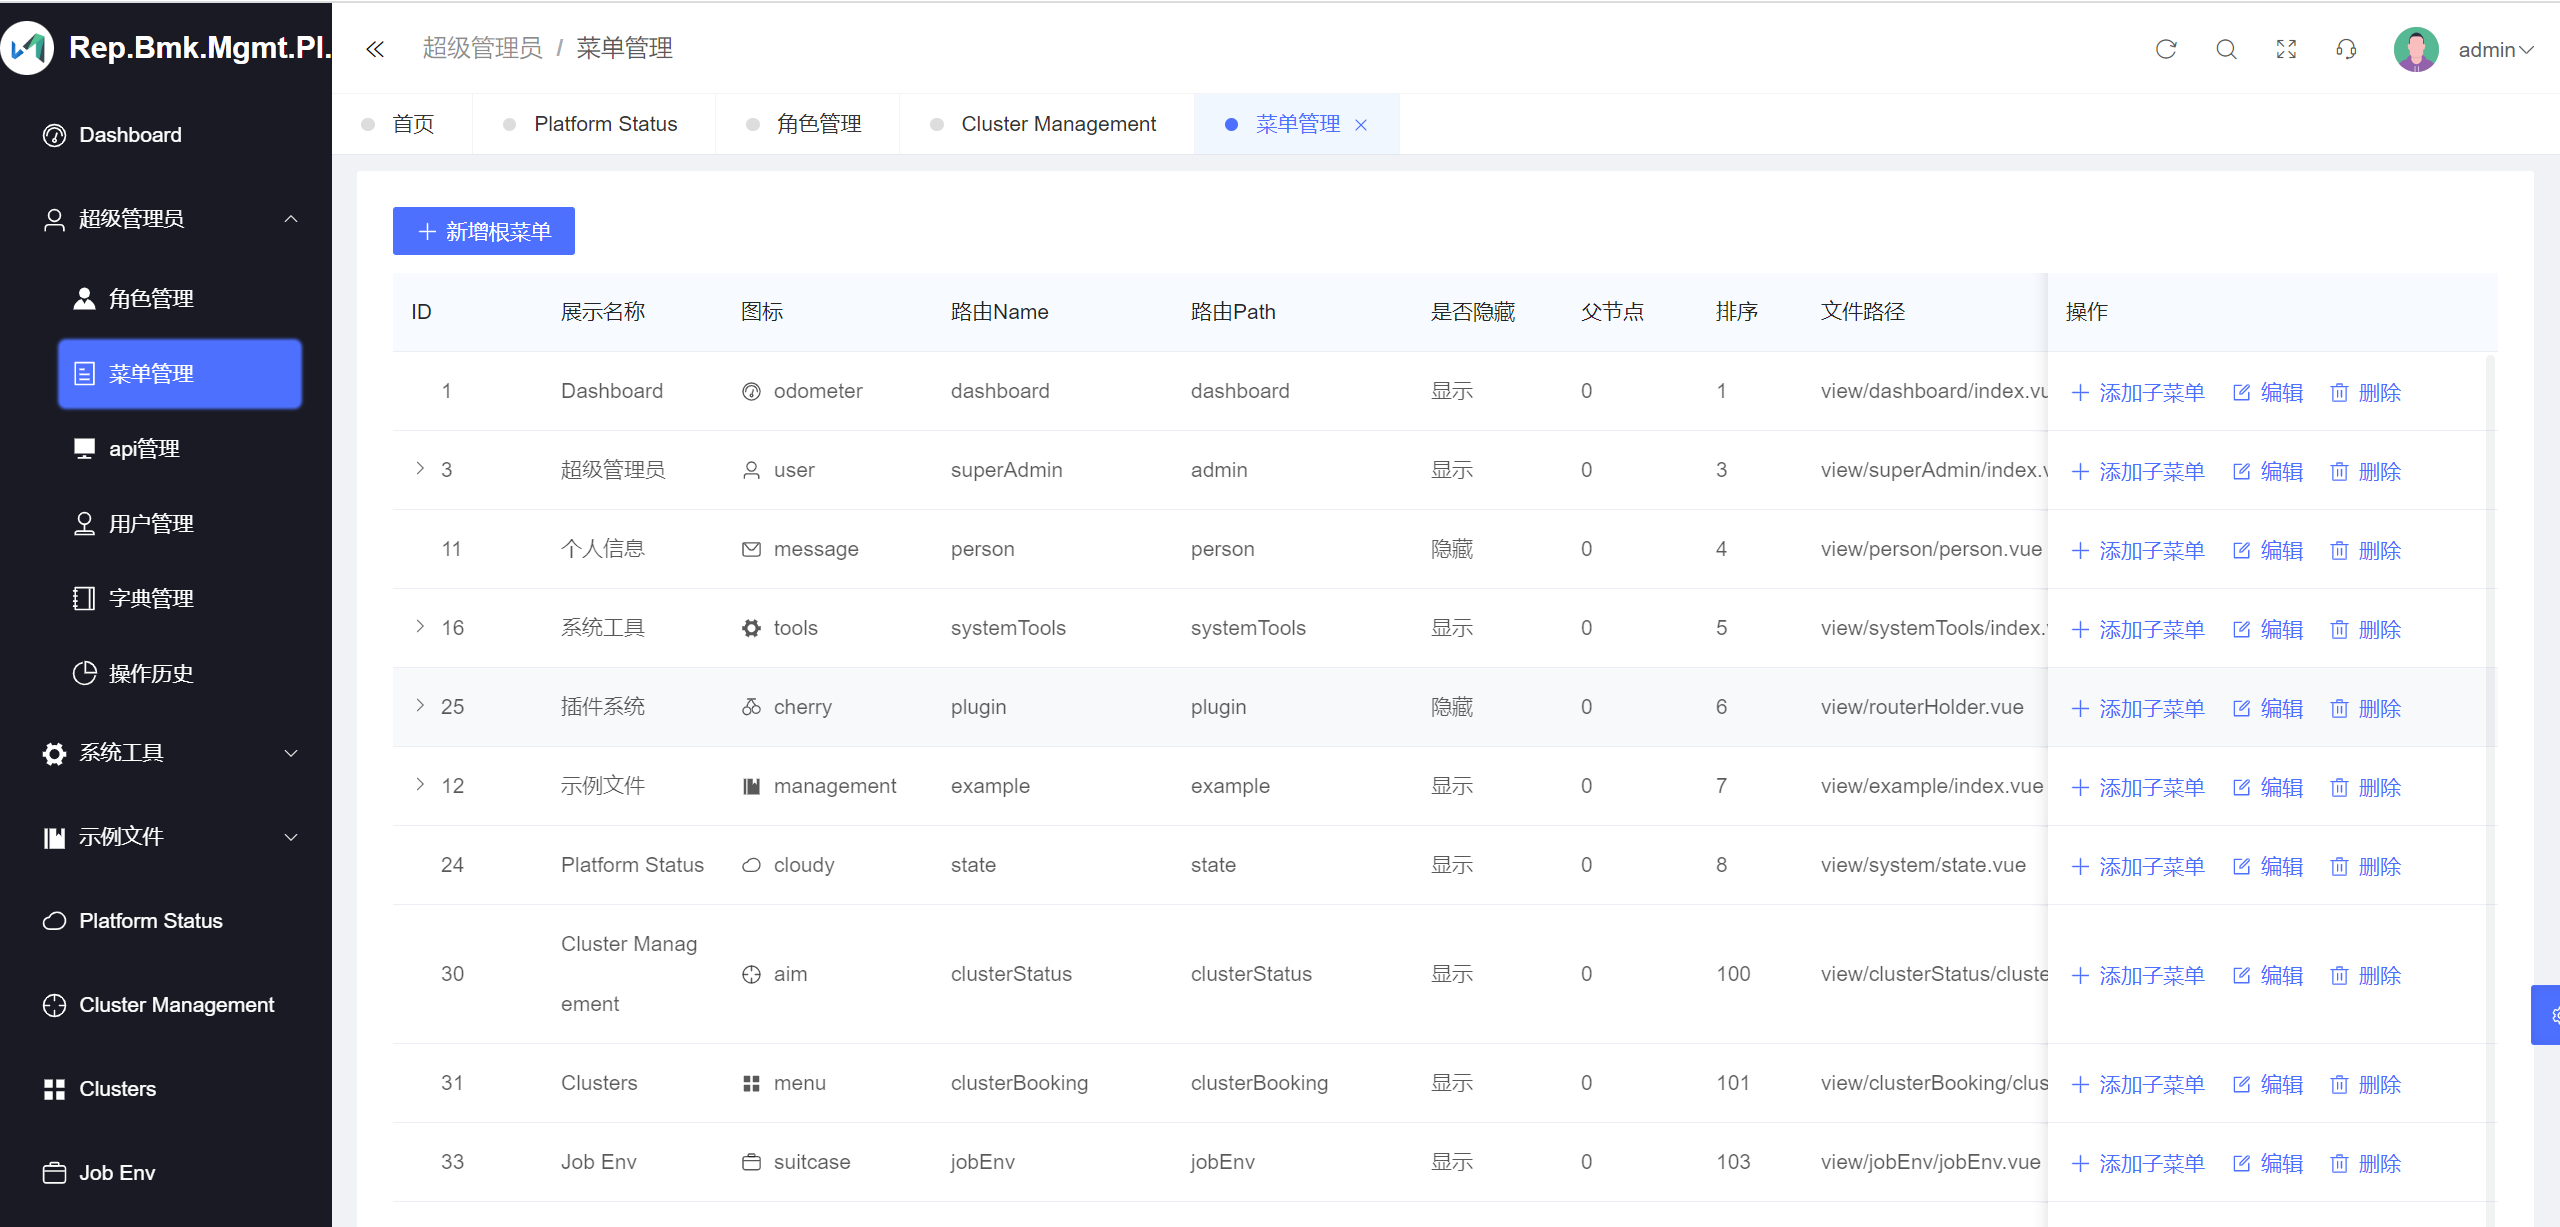 Rep.Bmk.Mgmt.Pl.
超级管理员 / 菜单管理
admin
首页
Platform Status
角色管理
Cluster Management
菜单管理
Dashboard
超级管理员
角色管理
菜单管理
api管理
用户管理
字典管理
操作历史
系统工具
示例文件
Platform Status
Cluster Management
Clusters
Job Env
新增根菜单
ID 展示名称 图标 路由Name 路由Path 是否隐藏 父节点 排序 文件路径 操作
1 Dashboard odometer dashboard dashboard 显示 0 1 view/dashboard/index.vu 添加子菜单 编辑 删除
3 超级管理员 user superAdmin admin 显示 0 3 view/superAdmin/index.v 添加子菜单 编辑 删除
11 个人信息 message person person 隐藏 0 4 view/person/person.vue 添加子菜单 编辑 删除
16 系统工具 tools systemTools systemTools 显示 0 5 view/systemTools/index. 添加子菜单 编辑 删除
25 插件系统 cherry plugin plugin 隐藏 0 6 view/routerHolder.vue 添加子菜单 编辑 删除
12 示例文件 management example example 显示 0 7 view/example/index.vue 添加子菜单 编辑 删除
24 Platform Status cloudy state state 显示 0 8 view/system/state.vue 添加子菜单 编辑 删除
Cluster Manag
30 aim clusterStatus clusterStatus 显示 0 100 view/clusterStatus/cluste 添加子菜单 编辑 删除
ement
31 Clusters menu clusterBooking clusterBooking 显示 0 101 view/clusterBooking/clus 添加子菜单 编辑 删除
33 Job Env suitcase jobEnv jobEnv 显示 0 103 view/jobEnv/jobEnv.vue 添加子菜单 编辑 删除